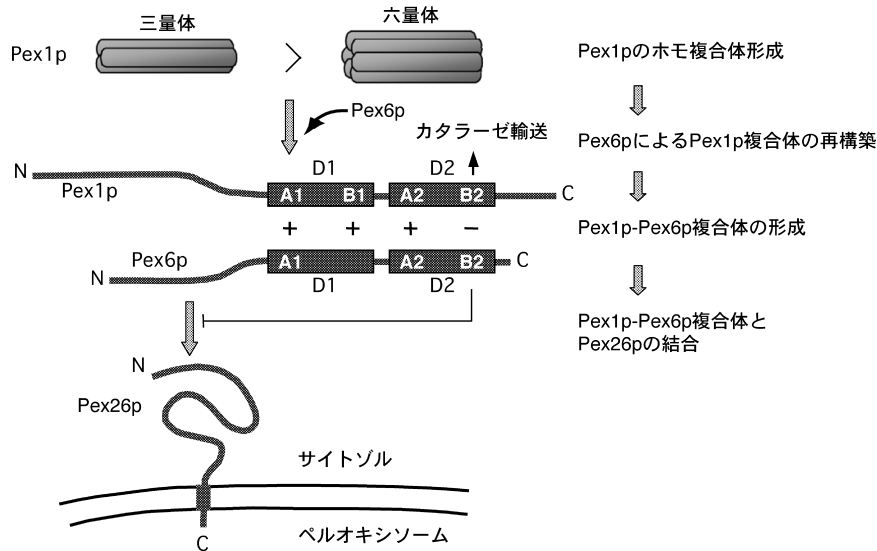 三量体
六量体
Pex1p
>
Pex1pのホモ複合体形成
Pex6p
カタラーゼ輸送
Pex6pによるPex1p複合体の再構築
D1
D2
N
Pex1p
A1
B1
A2
B2
C
+
+
+
−
Pex1p-Pex6p複合体の形成
Pex6p
N
A1
A2
B2
C
D1
D2
Pex1p-Pex6p複合体と
Pex26pの結合
N
Pex26p
サイトゾル
ペルオキシソーム
C